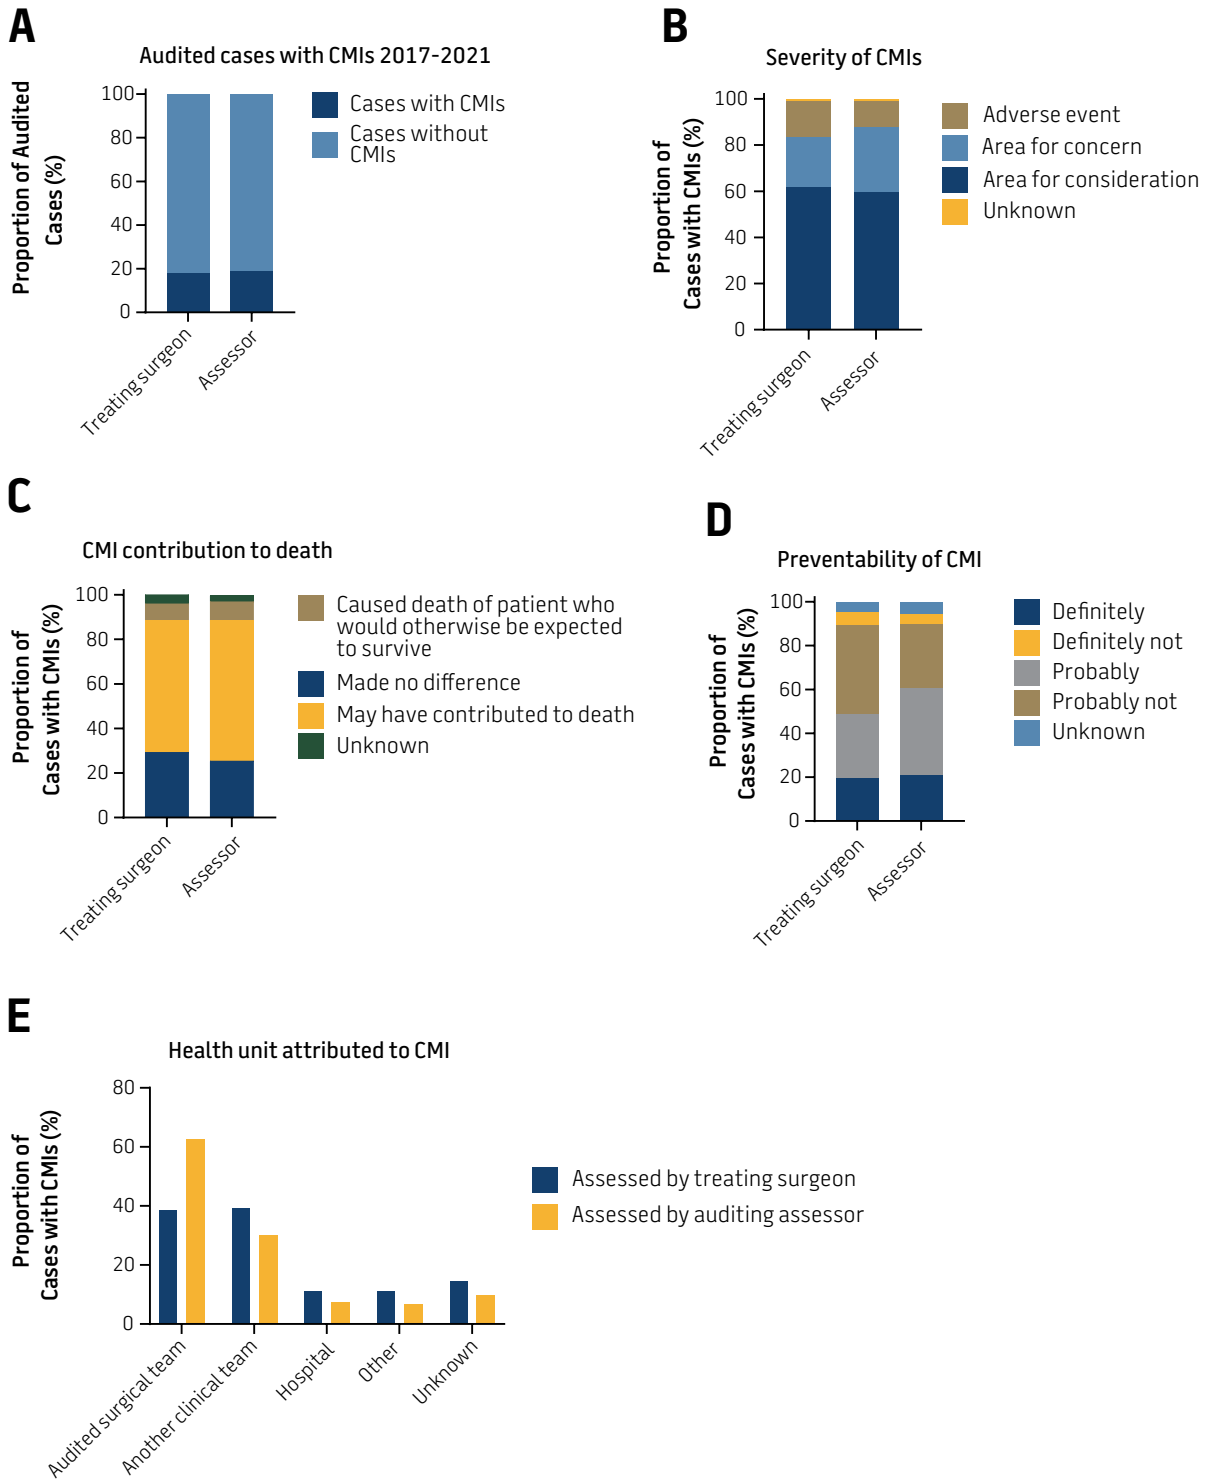 A
Audited cases with CMIs 2017-2021
Proportion of Audited
Cases (%)
100
80
60
40
20
0
Treating surgeon
Assessor
Cases with CMIs
Cases without
CMIs
B
Severity of CMIs
Proportion of
Cases with CMIs (%)
100
80
60
40
20
0
Treating surgeon
Assessor
Adverse event
Area for concern
Area for consideration
Unknown
C
CMI contribution to death
Proportion of
Cases with CMIs (%)
100
80
60
40
20
0
Treating surgeon
Assessor
Caused death of patient who
would otherwise be expected
to survive
Made no difference
May have contributed to death
Unknown
D
Preventability of CMI
Proportion of
Cases with CMIs (%)
100
80
60
40
20
0
Treating surgeon
Assessor
Definitely
Definitely not
Probably
Probably not
Unknown
E
Health unit attributed to CMI
Proportion of
Cases with CMIs (%)
80
60
40
20
0
Audited surgical team
Another clinical team
Hospital
Other
Unknown
Assessed by treating surgeon
Assessed by auditing assessor